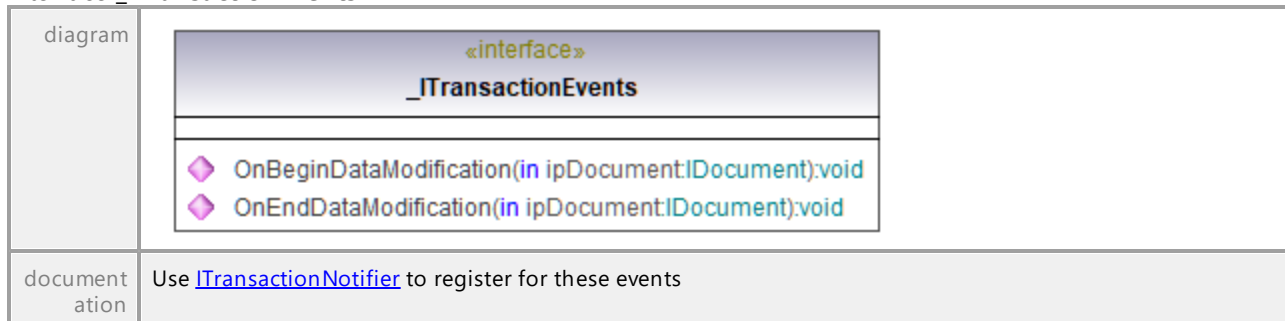 diagram
«interface»
_ITransactionEvents
OnBeginDataModification(in ipDocument:IDocument):void
OnEndDataModification(in ipDocument:IDocument):void
document
ation
Use ITransactionNotifier to register for these events